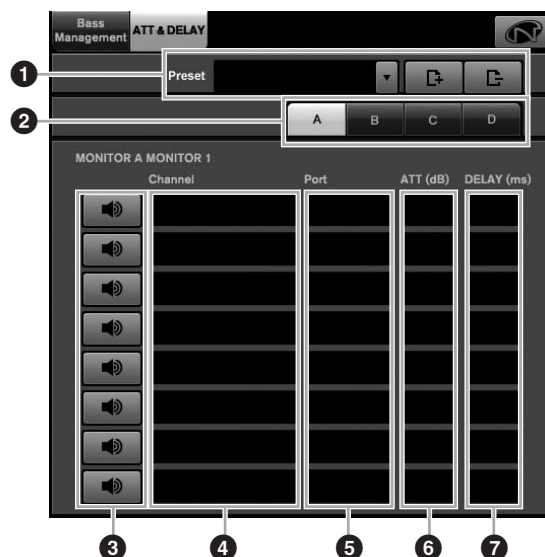 Bass Management
ATT & DELAY
1
Preset
2
A B C D
MONITOR A MONITOR 1
Channel Port ATT (dB) DELAY (ms)
3 4 5 6 7